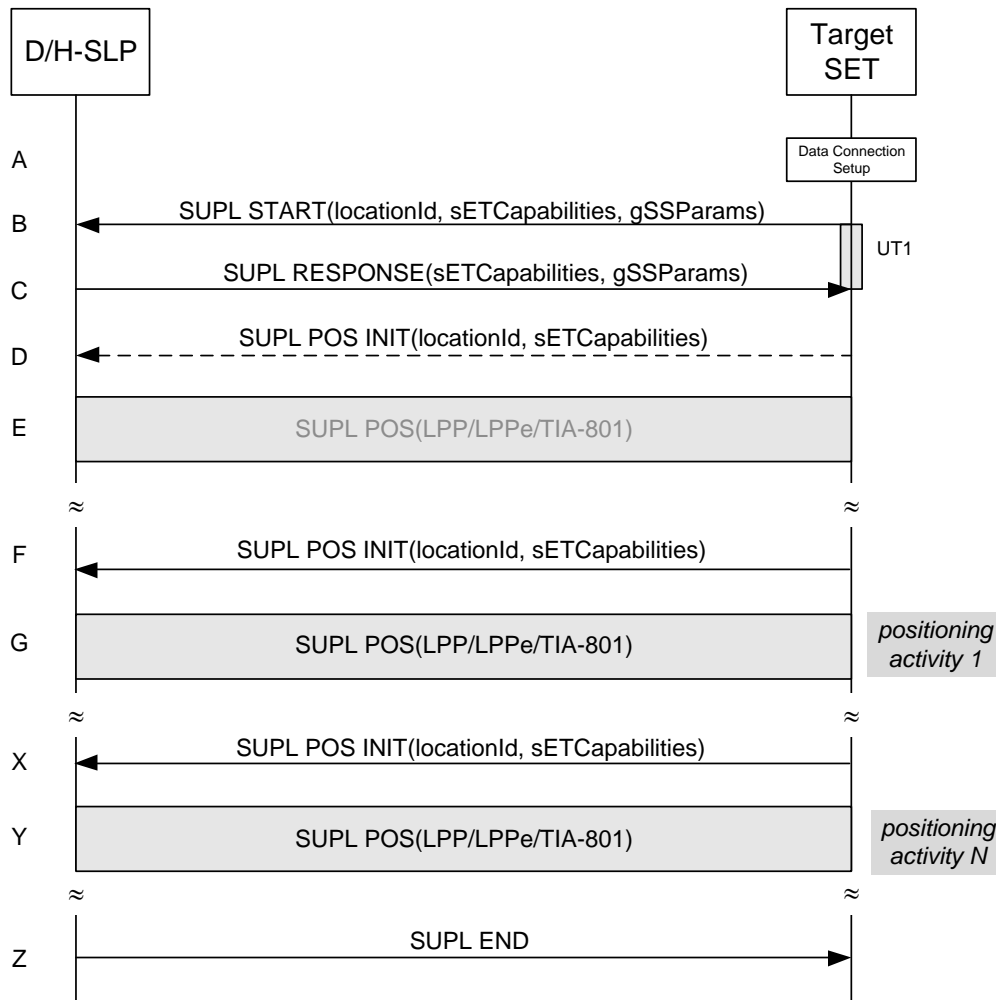 D/H-SLP
Target
SET
A
Data Connection
Setup
B
SUPL START(locationId, sETCapabilities, gSSParams)
UT1
C
SUPL RESPONSE(sETCapabilities, gSSParams)
D
SUPL POS INIT(locationId, sETCapabilities)
E
SUPL POS(LPP/LPPe/TIA-801)
≈ ≈
F
SUPL POS INIT(locationId, sETCapabilities)
G
SUPL POS(LPP/LPPe/TIA-801)
positioning
activity 1
≈ ≈
X
SUPL POS INIT(locationId, sETCapabilities)
Y
SUPL POS(LPP/LPPe/TIA-801)
positioning
activity N
≈ ≈
Z
SUPL END